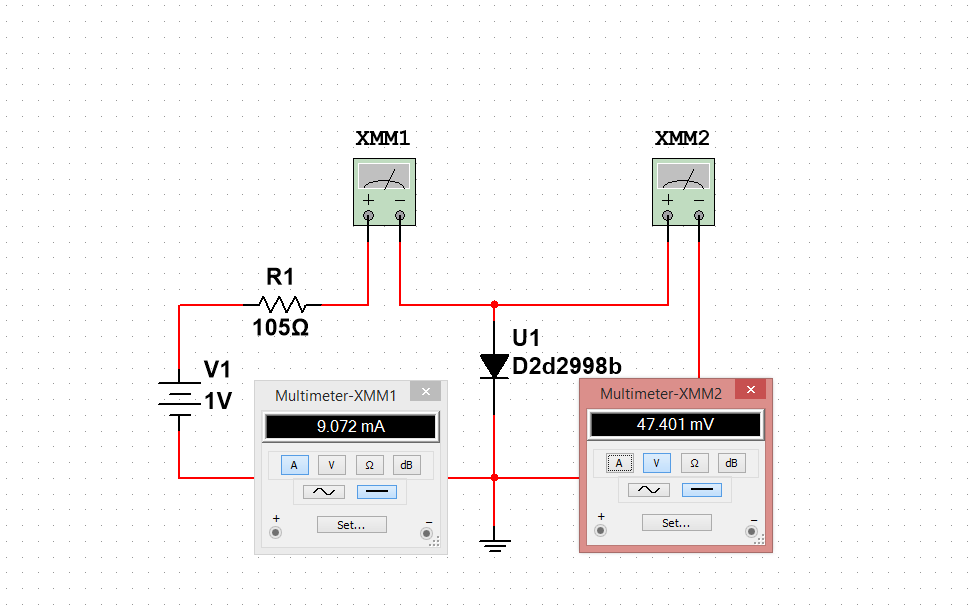 XMM1
XMM2
+ −
+ −
R1
105Ω
U1
D2d2998b
V1
1V
Multimeter-XMM1
9.072 mA
A V Ω dB
Set...
+ −
Multimeter-XMM2
47.401 mV
A V Ω dB
Set...
+ −